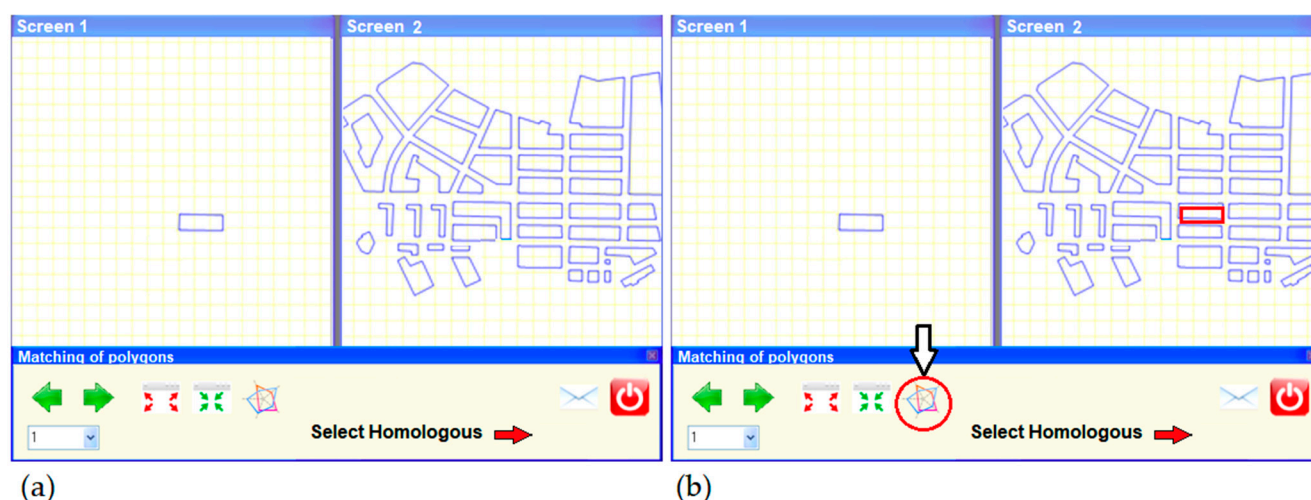 Screen 1
Screen 2
Matching of polygons
1
Select Homologous
(a)
Screen 1
Screen 2
Matching of polygons
1
Select Homologous
(b)